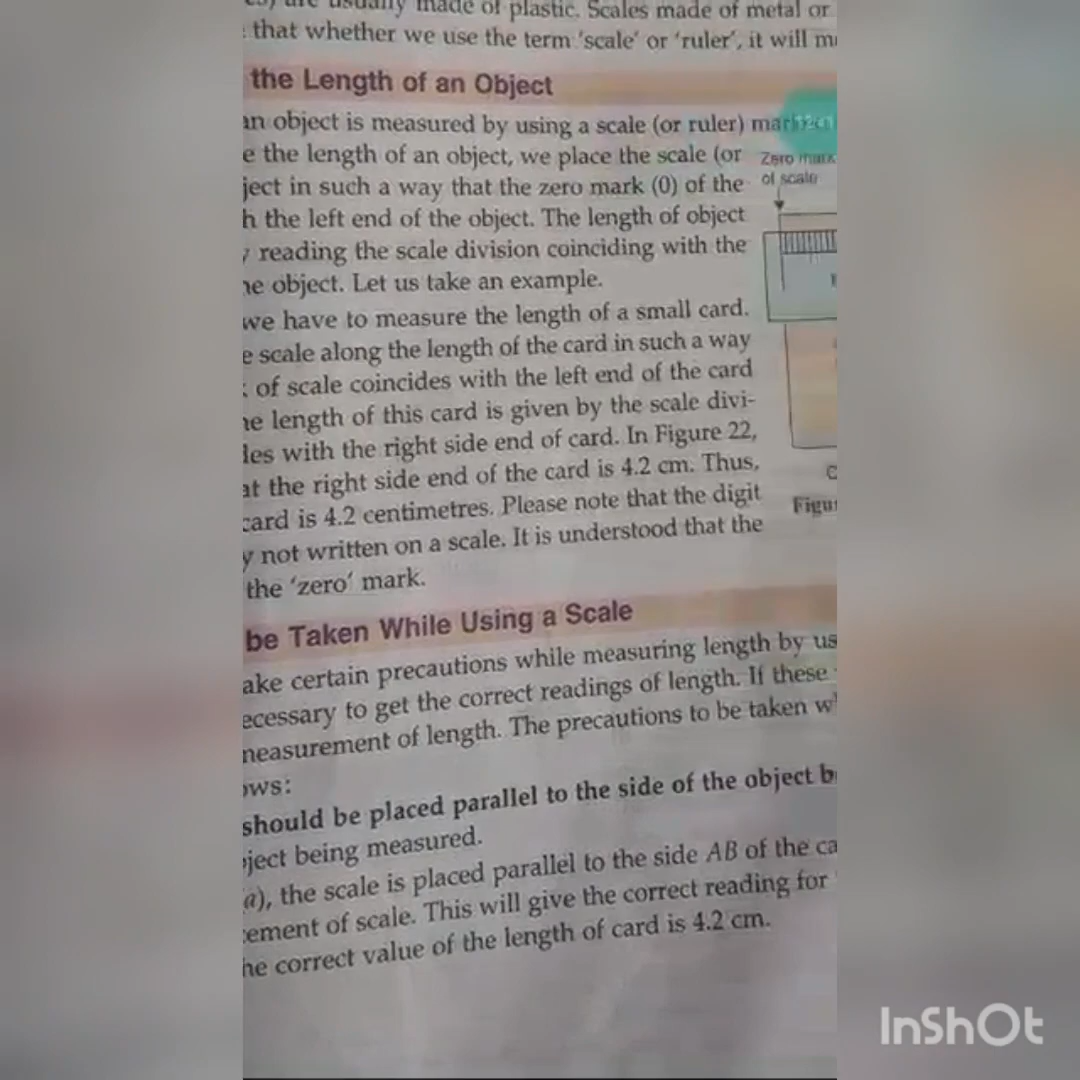 are usually made of plastic. Scales made of metal or
that whether we use the term 'scale' or 'ruler', it will
the Length of an Object
an object is measured by using a scale (or ruler)
e the length of an object, we place the scale (or
ject in such a way that the zero mark (0) of the
h the left end of the object. The length of object
reading the scale division coinciding with the
he object. Let us take an example.
we have to measure the length of a small card.
e scale along the length of the card in such a way
of scale coincides with the left end of the card
he length of this card is given by the scale divi-
des with the right side end of card. In Figure 22,
at the right side end of the card is 4.2 cm. Thus,
card is 4.2 centimetres. Please note that the digit
y not written on a scale. It is understood that the
the 'zero' mark.
Zero mark
of scale
Figu
be Taken While Using a Scale
ake certain precautions while measuring length by us
ecessary to get the correct readings of length. If these
measurement of length. The precautions to be taken w
ows:
should be placed parallel to the side of the object b
ject being measured.
(a), the scale is placed parallel to the side AB of the ca
cement of scale. This will give the correct reading for
he correct value of the length of card is 4.2 cm.
InShOt